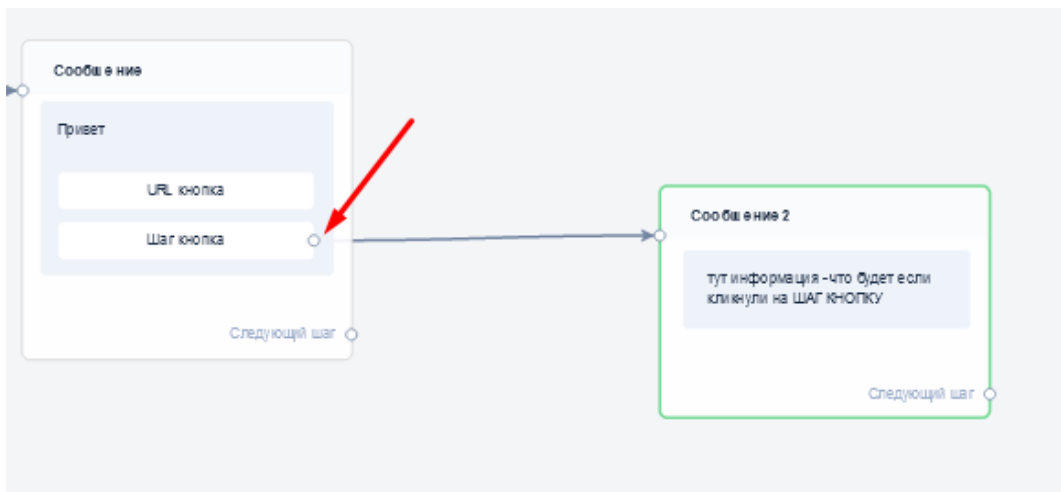 Сообщение
Привет
URL кнопка
Шаг кнопка
Следующий шаг
Сообщение 2
тут информация - что будет если
кликнули на ШАГ КНОПКУ
Следующий шаг